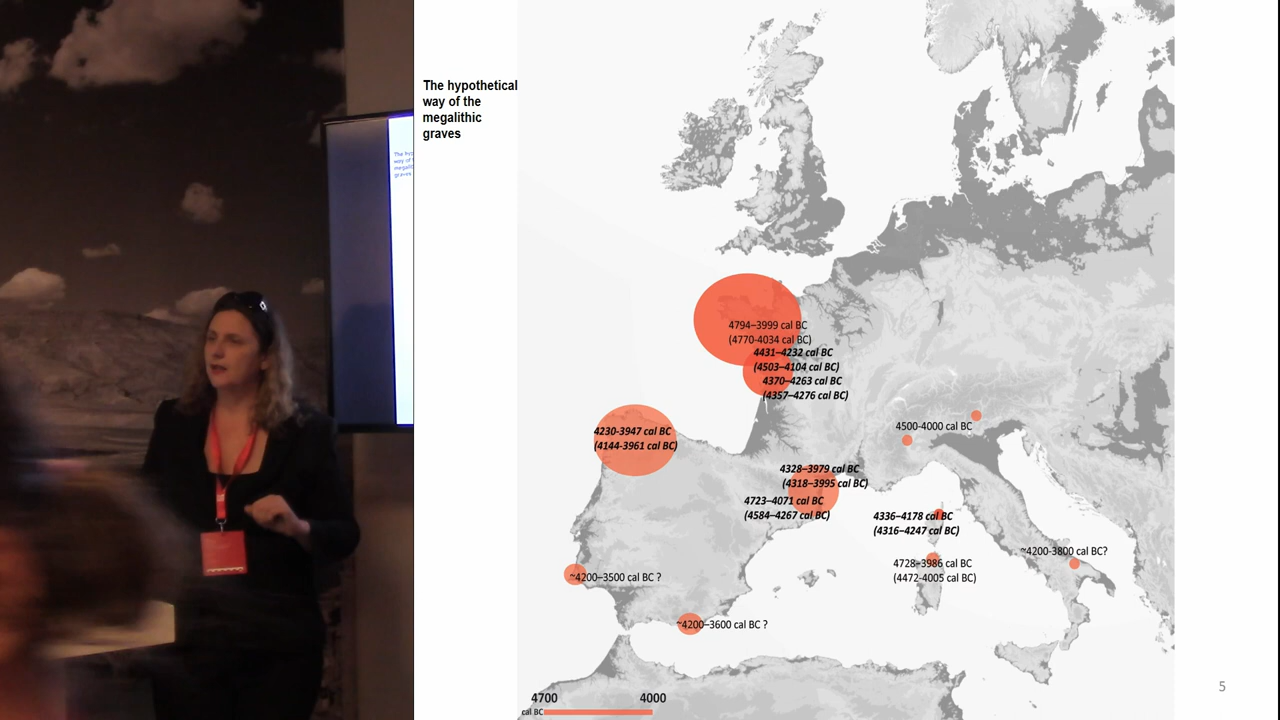 The hypothetical
way of the
megalithic
graves
4794–3999 cal BC
(4770-4034 cal BC)
4431–4232 cal BC
(4503–4104 cal BC)
4370–4263 cal BC
(4357–4276 cal BC)
4230-3947 cal BC
(4144-3961 cal BC)
4500-4000 cal BC
4328–3979 cal BC
(4318–3995 cal BC)
4723–4071 cal BC
(4584–4267 cal BC)
4336–4178 cal BC
(4316–4247 cal BC)
~4200-3800 cal BC?
4728–3986 cal BC
(4472-4005 cal BC)
~4200–3500 cal BC ?
~4200–3600 cal BC ?
4700 4000
cal BC
5